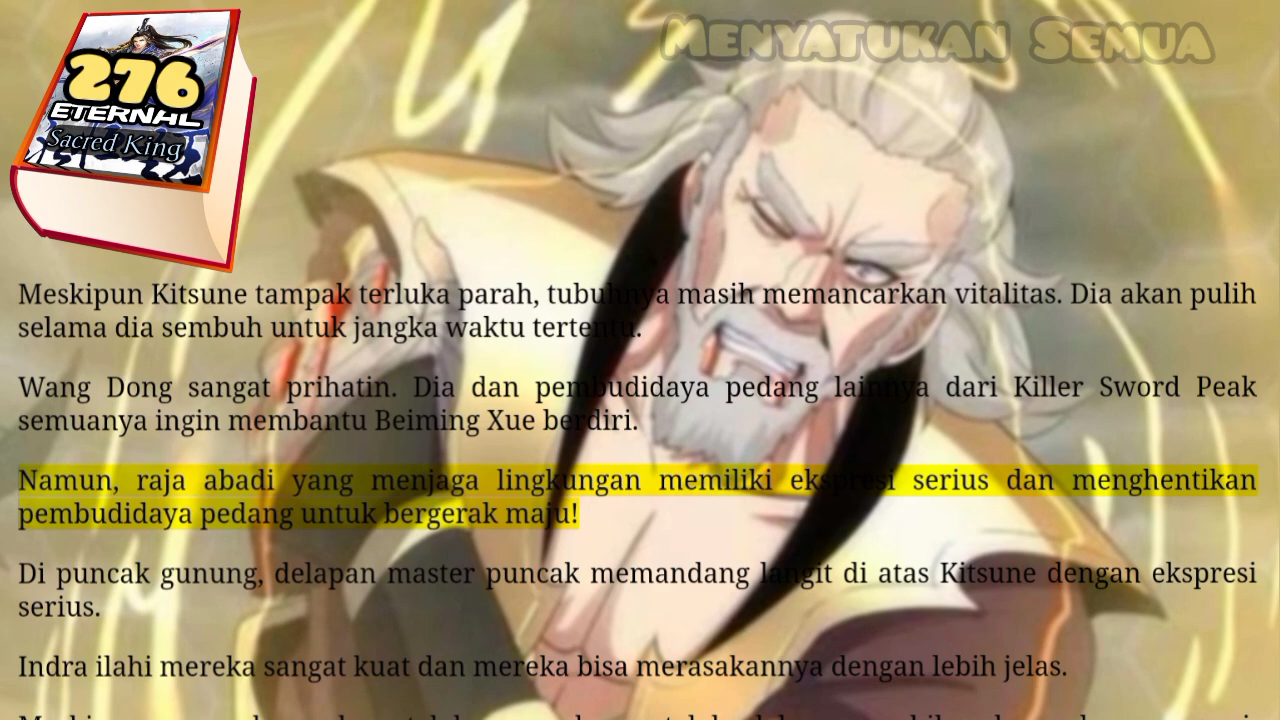 MENYATUKAN SEMUA
276
ETERNAL
Sacred King
Meskipun Kitsune tampak terluka parah, tubuhnya masih memancarkan vitalitas. Dia akan pulih
selama dia sembuh untuk jangka waktu tertentu.
Wang Dong sangat prihatin. Dia dan pembudidaya pedang lainnya dari Killer Sword Peak
semuanya ingin membantu Beiming Xue berdiri.
Namun, raja abadi yang menjaga lingkungan memiliki ekspresi serius dan menghentikan
pembudidaya pedang untuk bergerak maju!
Di puncak gunung, delapan master puncak memandang langit di atas Kitsune dengan ekspresi
serius.
Indra ilahi mereka sangat kuat dan mereka bisa merasakannya dengan lebih jelas.